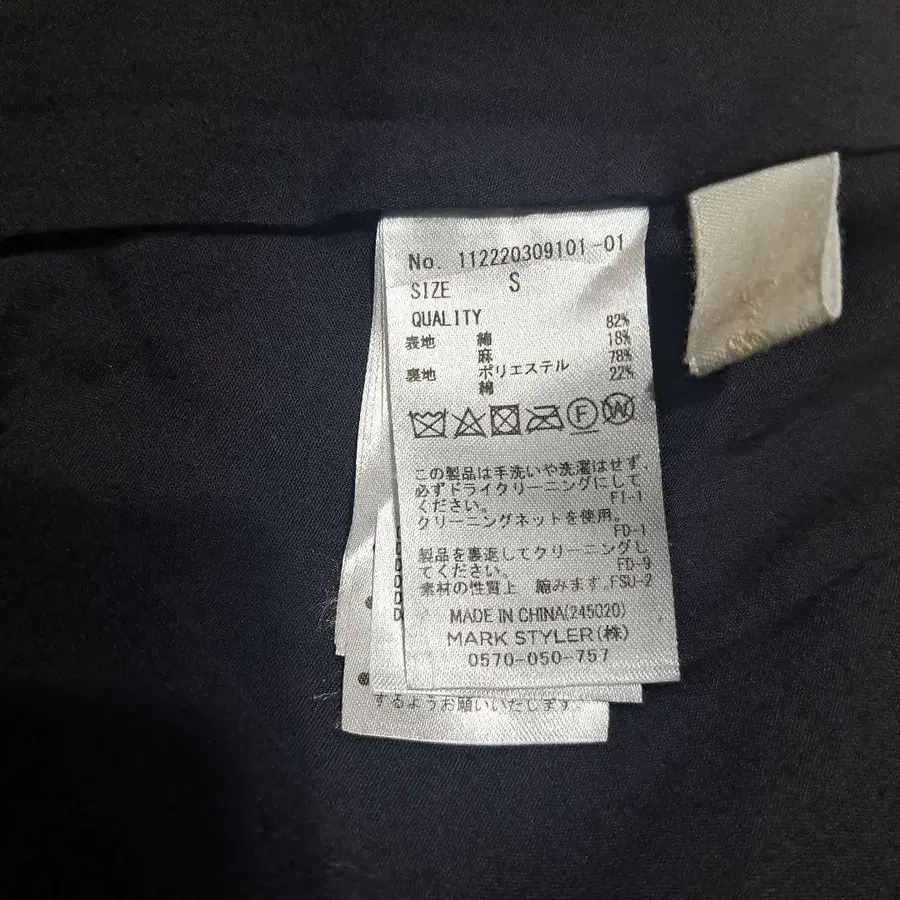 No. 112220309101-01
SIZE S
QUALITY
表地 綿 82%
麻 18%
裏地 ポリエステル 78%
綿 22%
F W
この製品は手洗いや洗濯はせず、
必ずドライクリーニングにして
ください。 FI-1
クリーニングネットを使用。
FD-1
製品を裏返してクリーニングし
てください。 FD-9
素材の性質上 縮みます。FSU-2
MADE IN CHINA(245020)
MARK STYLER(株)
0570-050-757
するようお願いいたします。